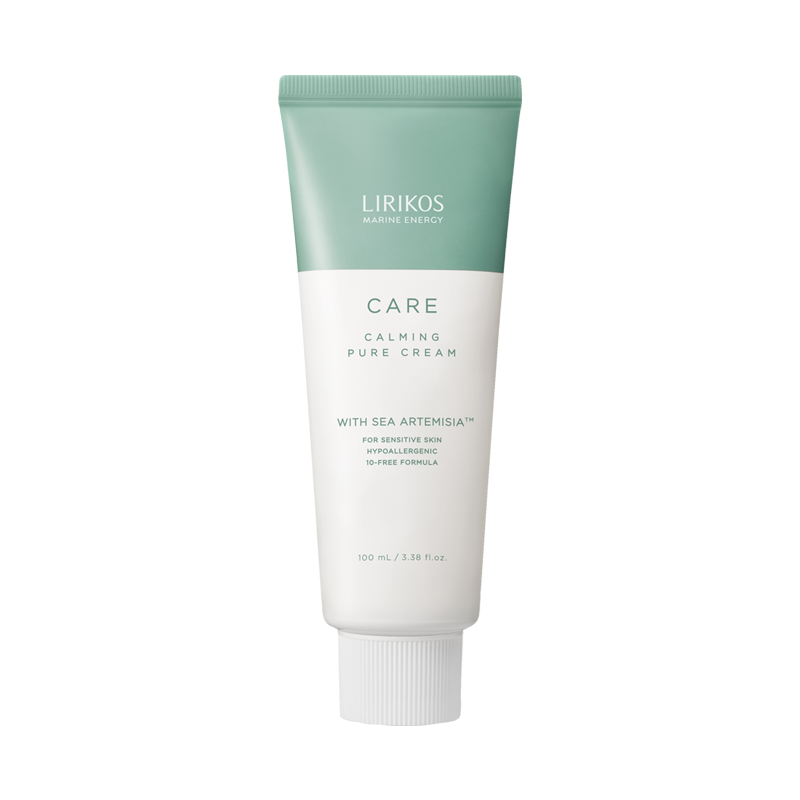 LIRIKOS
MARINE ENERGY
CARE
CALMING
PURE CREAM
WITH SEA ARTEMISIA™
FOR SENSITIVE SKIN
HYPOALLERGENIC
10-FREE FORMULA
100 mL / 3.38 fl.oz.